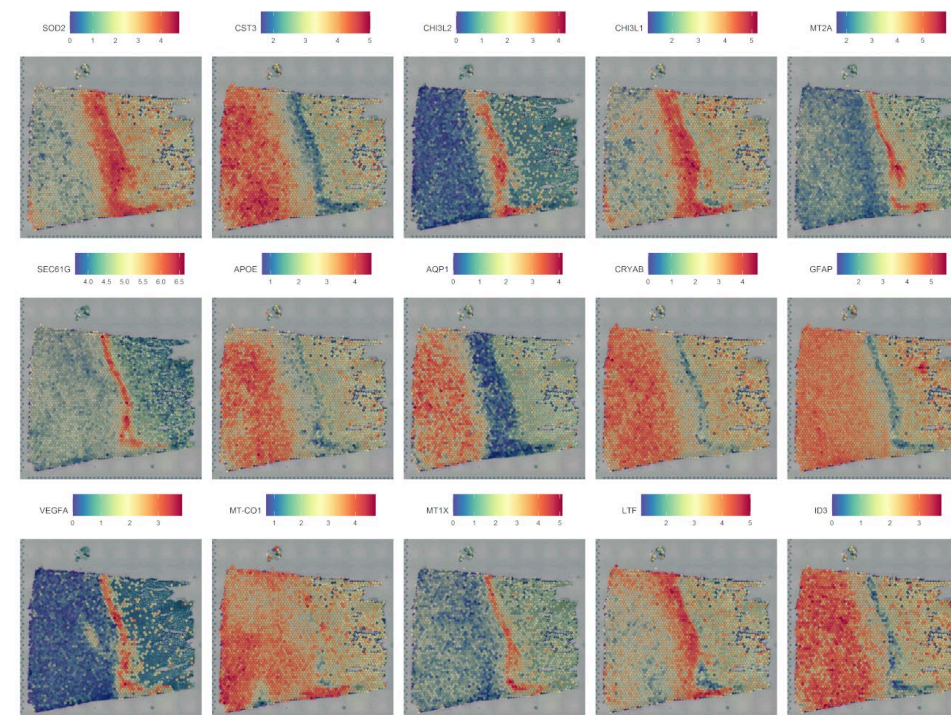 SOD2 0 1 2 3 4
CST3 2 3 4 5
CHI3L2 0 1 2 3 4
CHI3L1 1 2 3 4 5
MT2A 2 3 4 5
SEC61G 4.0 4.5 5.0 5.5 6.0 6.5
APOE 1 2 3 4
AQP1 0 1 2 3 4
CRYAB 0 1 2 3 4
GFAP 2 3 4 5
VEGFA 0 1 2 3
MT-CO1 1 2 3 4
MT1X 0 1 2 3 4 5
LTF 2 3 4 5
ID3 0 1 2 3